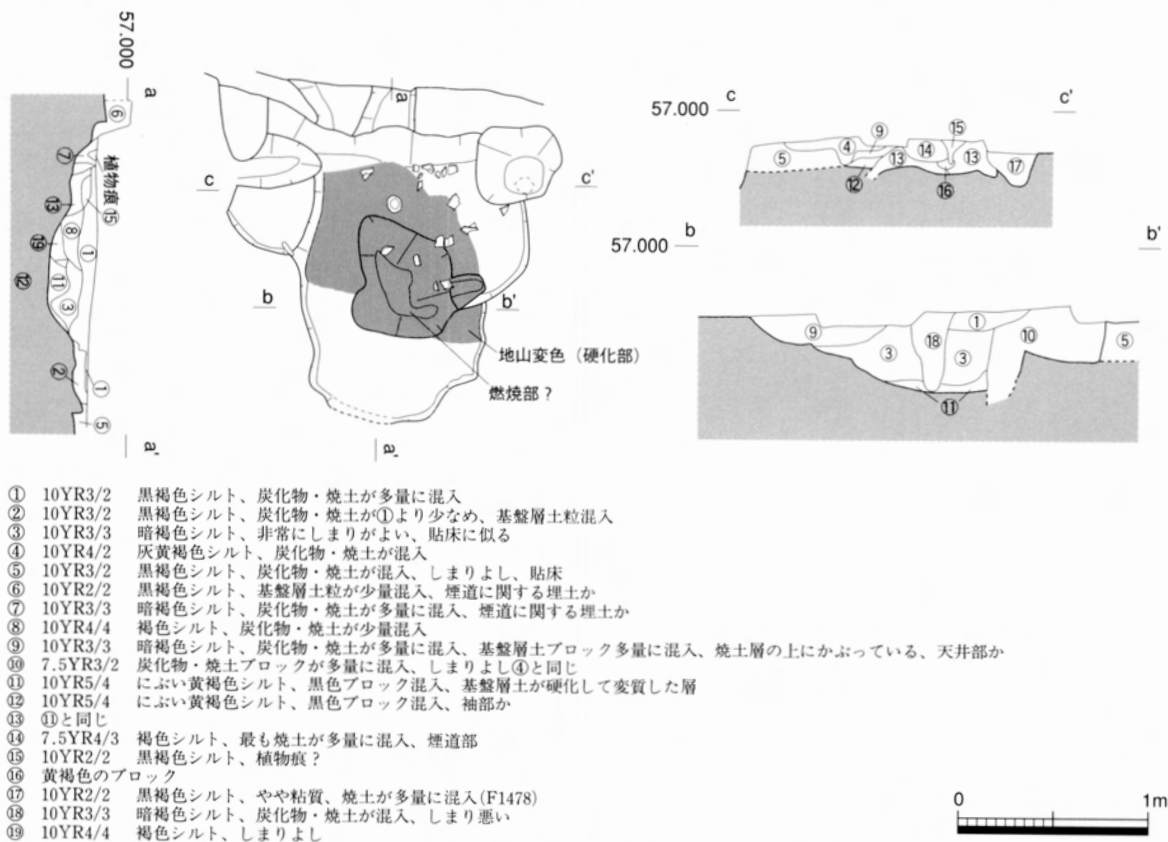 57.000
a
⑥
⑦
植物痕⑮
⑬
⑧
⑲
①
⑪
⑫
③
②
①
⑤
a'
a
c
c'
b
b'
地山変色（硬化部）
燃焼部？
a'
57.000
c
c'
⑨
⑮
④
⑭
⑤
⑬
⑬
⑰
⑫
⑯
57.000
b
b'
①
⑨
⑱
⑩
③
③
⑤
⑪
① 10YR3/2 黒褐色シルト、炭化物・焼土が多量に混入
② 10YR3/2 黒褐色シルト、炭化物・焼土が①より少なめ、基盤層土粒混入
③ 10YR3/3 暗褐色シルト、非常にしまりがよい、貼床に似る
④ 10YR4/2 灰黄褐色シルト、炭化物・焼土が混入
⑤ 10YR3/2 黒褐色シルト、炭化物・焼土が混入、しまりよし、貼床
⑥ 10YR2/2 黒褐色シルト、基盤層土粒が少量混入、煙道に関する埋土か
⑦ 10YR3/3 暗褐色シルト、炭化物・焼土が多量に混入、煙道に関する埋土か
⑧ 10YR4/4 褐色シルト、炭化物・焼土が少量混入
⑨ 10YR3/3 暗褐色シルト、炭化物・焼土が多量に混入、基盤層土ブロック多量に混入、焼土層の上にかぶっている、天井部か
⑩ 7.5YR3/2 炭化物・焼土ブロックが多量に混入、しまりよし④と同じ
⑪ 10YR5/4 にぶい黄褐色シルト、黒色ブロック混入、基盤層土が硬化して変質した層
⑫ 10YR5/4 にぶい黄褐色シルト、黒色ブロック混入、袖部か
⑬ ⑪と同じ
⑭ 7.5YR4/3 褐色シルト、最も焼土が多量に混入、煙道部
⑮ 10YR2/2 黒褐色シルト、植物痕？
⑯ 黄褐色のブロック
⑰ 10YR2/2 黒褐色シルト、やや粘質、焼土が多量に混入(F1478)
⑱ 10YR3/3 暗褐色シルト、炭化物・焼土が混入、しまり悪い
⑲ 10YR4/4 褐色シルト、しまりよし
0 1m